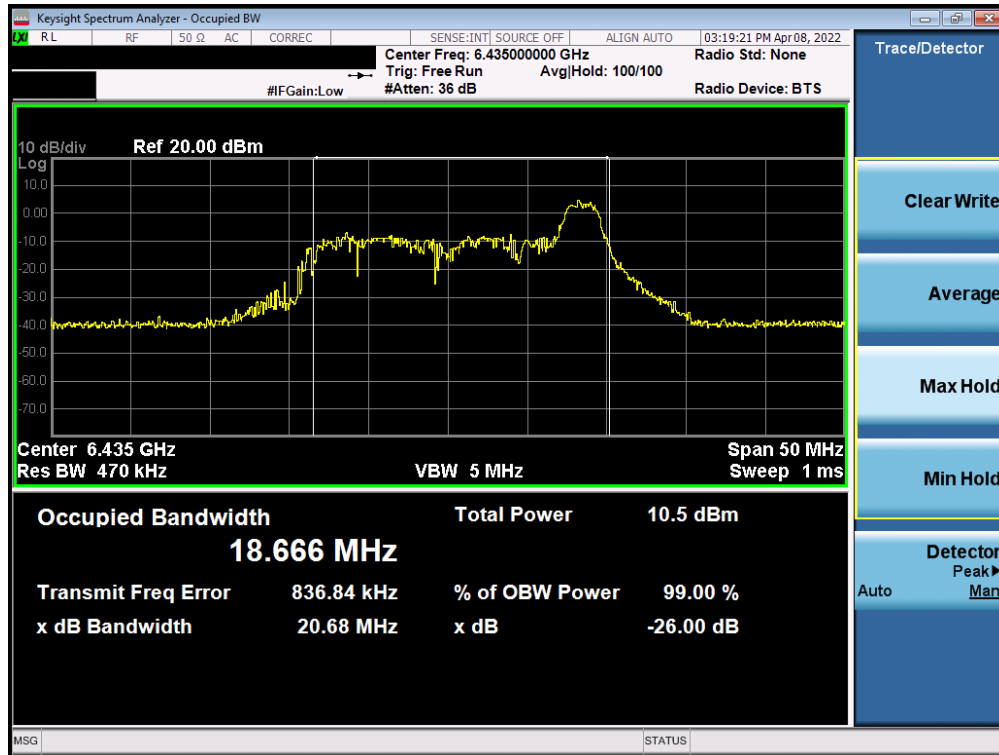 Keysight Spectrum Analyzer - Occupied BW
LXI RL RF 50 Ω AC CORREC SENSE:INT SOURCE OFF ALIGN AUTO 03:19:21 PM Apr 08, 2022
Center Freq: 6.435000000 GHz Radio Std: None
Trig: Free Run Avg|Hold: 100/100
#IFGain:Low #Atten: 36 dB Radio Device: BTS
Trace/Detector
10 dB/div Ref 20.00 dBm
Log
10.0
0.00
-10.0
-20.0
-30.0
-40.0
-50.0
-60.0
-70.0
Center 6.435 GHz Span 50 MHz
Res BW 470 kHz VBW 5 MHz Sweep 1 ms
Occupied Bandwidth Total Power 10.5 dBm
18.666 MHz
Transmit Freq Error 836.84 kHz % of OBW Power 99.00 %
x dB Bandwidth 20.68 MHz x dB -26.00 dB
Clear Write
Average
Max Hold
Min Hold
Detector
Peak▶
Auto Man
MSG STATUS